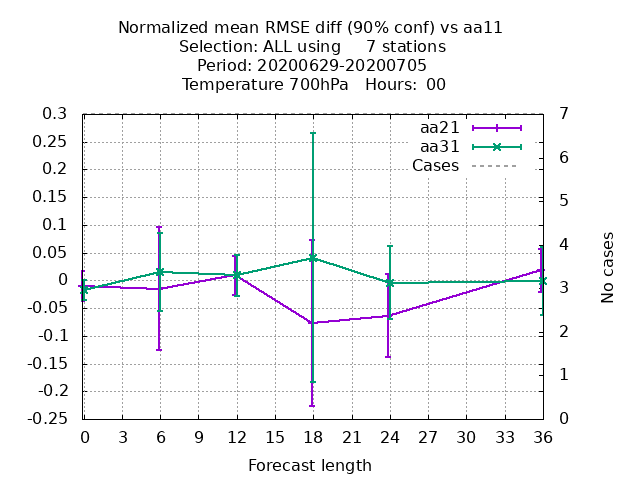 Normalized mean RMSE diff (90% conf) vs aa11
Selection: ALL using     7 stations
Period: 20200629-20200705
Temperature 700hPa   Hours:  00
0.3
0.25
0.2
0.15
0.1
0.05
0
-0.05
-0.1
-0.15
-0.2
-0.25
aa21
aa31
Cases
7
6
5
4
3
2
1
0
No cases
0 3 6 9 12 15 18 21 24 27 30 33 36
Forecast length